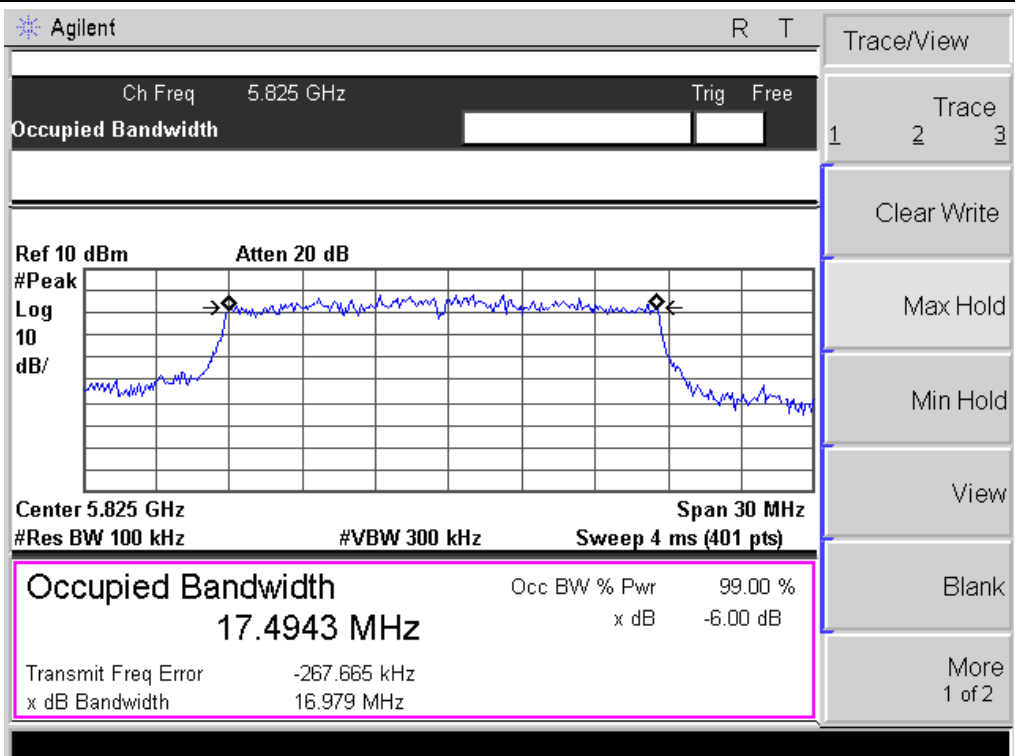 Agilent R T
Trace/View
Ch Freq 5.825 GHz Trig Free
Occupied Bandwidth
Trace
1 2 3
Clear Write
Ref 10 dBm Atten 20 dB
#Peak
Log
10
dB/
Max Hold
Min Hold
View
Center 5.825 GHz Span 30 MHz
#Res BW 100 kHz #VBW 300 kHz Sweep 4 ms (401 pts)
Occupied Bandwidth Occ BW % Pwr 99.00 %
17.4943 MHz x dB -6.00 dB
Blank
Transmit Freq Error -267.665 kHz
x dB Bandwidth 16.979 MHz
More
1 of 2